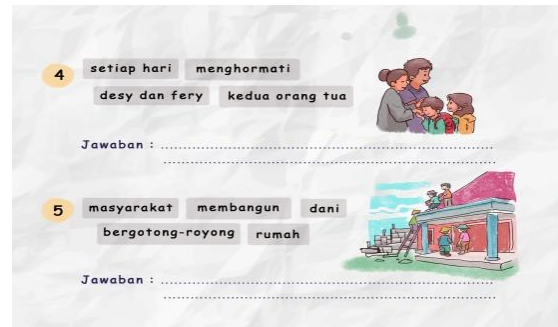 4 setiap hari menghormati
desy dan fery kedua orang tua
Jawaban : ..............................................................
..............................................................
5 masyarakat membangun dani
bergotong-royong rumah
Jawaban : ..............................................................
..............................................................